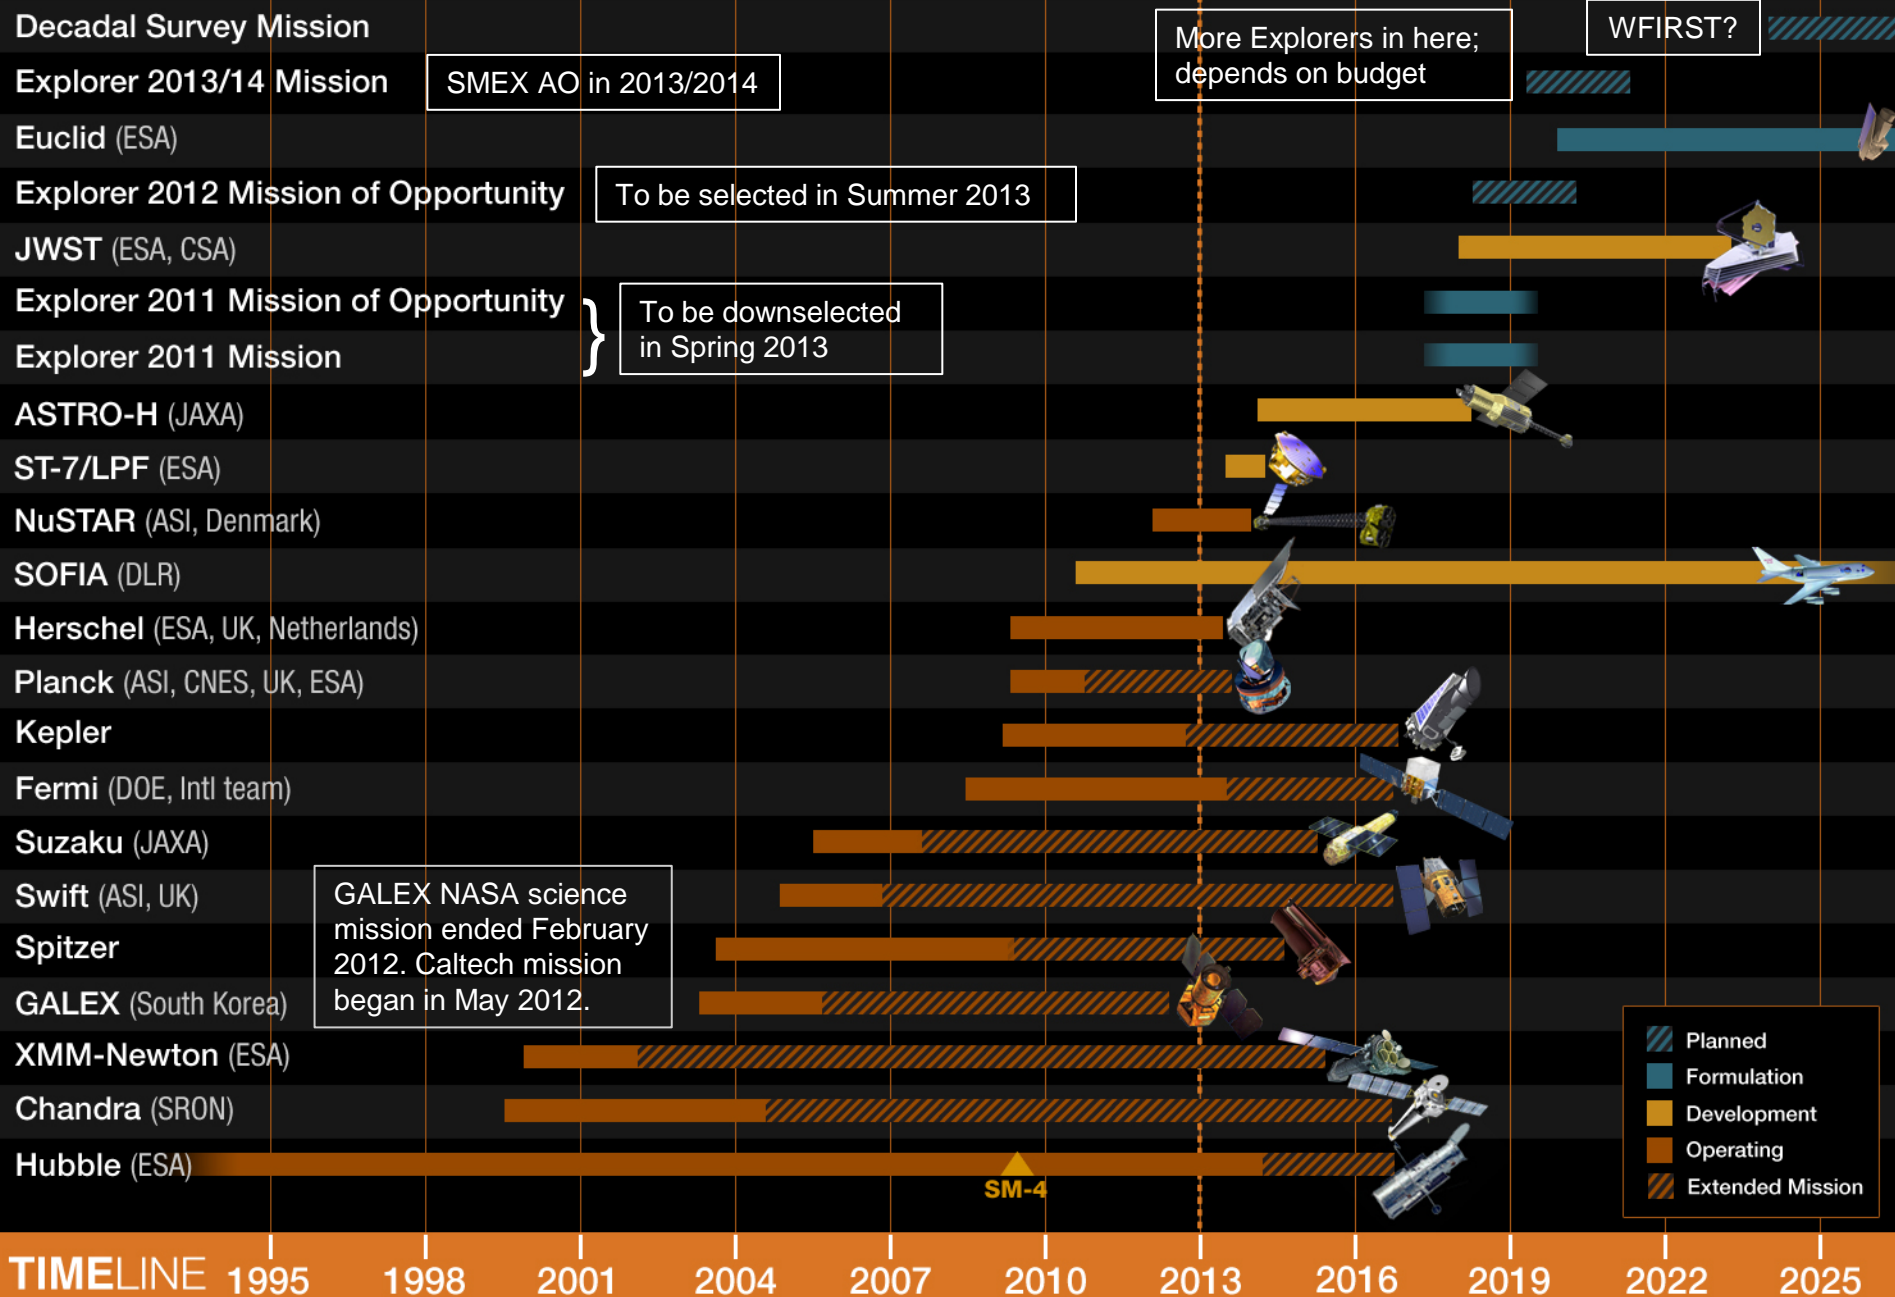 Decadal Survey Mission
WFIRST?
More Explorers in here;
depends on budget
Explorer 2013/14 Mission
SMEX AO in 2013/2014
Euclid (ESA)
Explorer 2012 Mission of Opportunity
To be selected in Summer 2013
JWST (ESA, CSA)
Explorer 2011 Mission of Opportunity
Explorer 2011 Mission
}
To be downselected
in Spring 2013
ASTRO-H (JAXA)
ST-7/LPF (ESA)
NuSTAR (ASI, Denmark)
SOFIA (DLR)
Herschel (ESA, UK, Netherlands)
Planck (ASI, CNES, UK, ESA)
Kepler
Fermi (DOE, Intl team)
Suzaku (JAXA)
Swift (ASI, UK)
Spitzer
GALEX (South Korea)
GALEX NASA science
mission ended February
2012. Caltech mission
began in May 2012.
XMM-Newton (ESA)
Chandra (SRON)
Hubble (ESA)
SM-4
Planned
Formulation
Development
Operating
Extended Mission
TIMELINE 1995 1998 2001 2004 2007 2010 2013 2016 2019 2022 2025